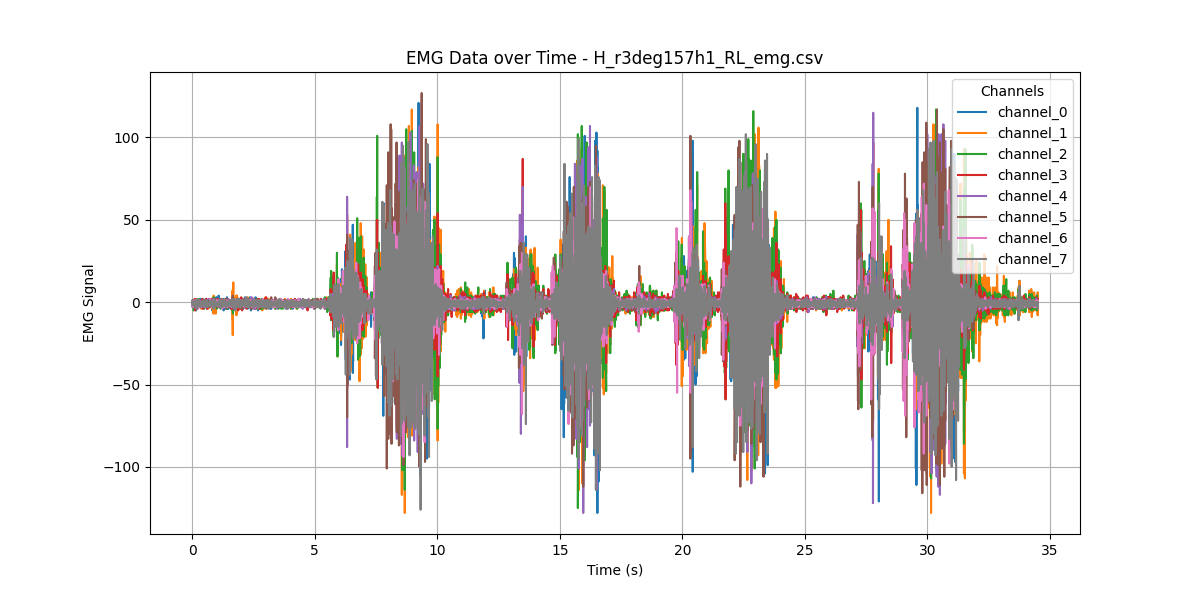 EMG Data over Time - H_r3deg157h1_RL_emg.csv
Channels
channel_0
channel_1
channel_2
channel_3
channel_4
channel_5
channel_6
channel_7
EMG Signal
100
50
0
−50
−100
0 5 10 15 20 25 30 35
Time (s)